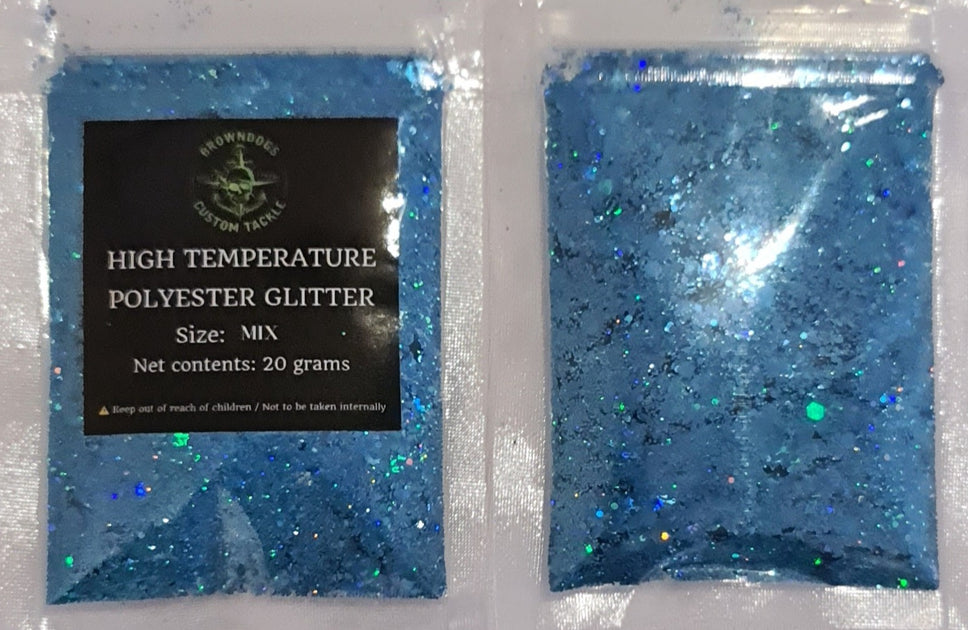 BROWNDOGS
CUSTOM TACKLE
HIGH TEMPERATURE
POLYESTER GLITTER
Size: MIX
Net contents: 20 grams
Keep out of reach of children / Not to be taken internally